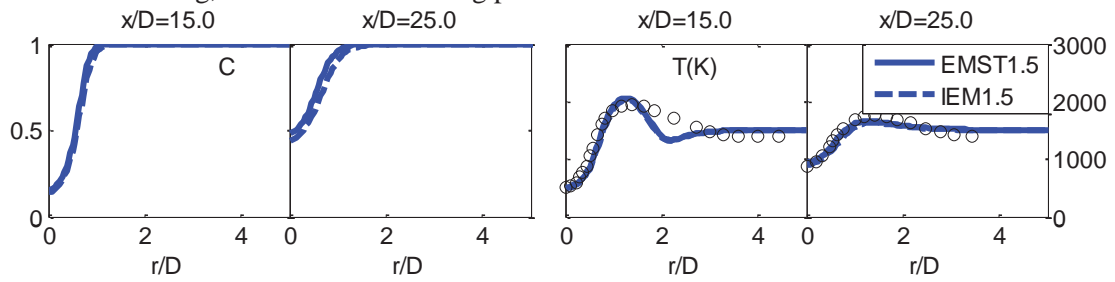 x/D=15.0 x/D=25.0 x/D=15.0 x/D=25.0
1 C T(K) 3000
EMST1.5
IEM1.5
2000
0.5
1000
0 0
0 2 4 0 2 4 0 2 4 0 2 4
r/D r/D r/D r/D